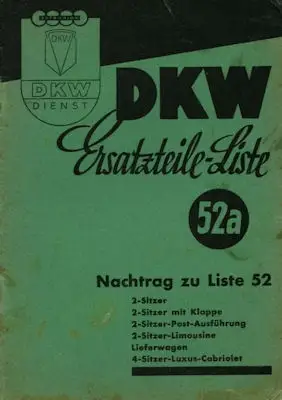 DKW
DKW
DIENST
Ersatzteile-Liste
52a
Nachtrag zu Liste 52
2-Sitzer
2-Sitzer mit Klappe
2-Sitzer-Post-Ausführung
2-Sitzer-Limousine
Lieferwagen
4-Sitzer-Luxus-Cabriolet